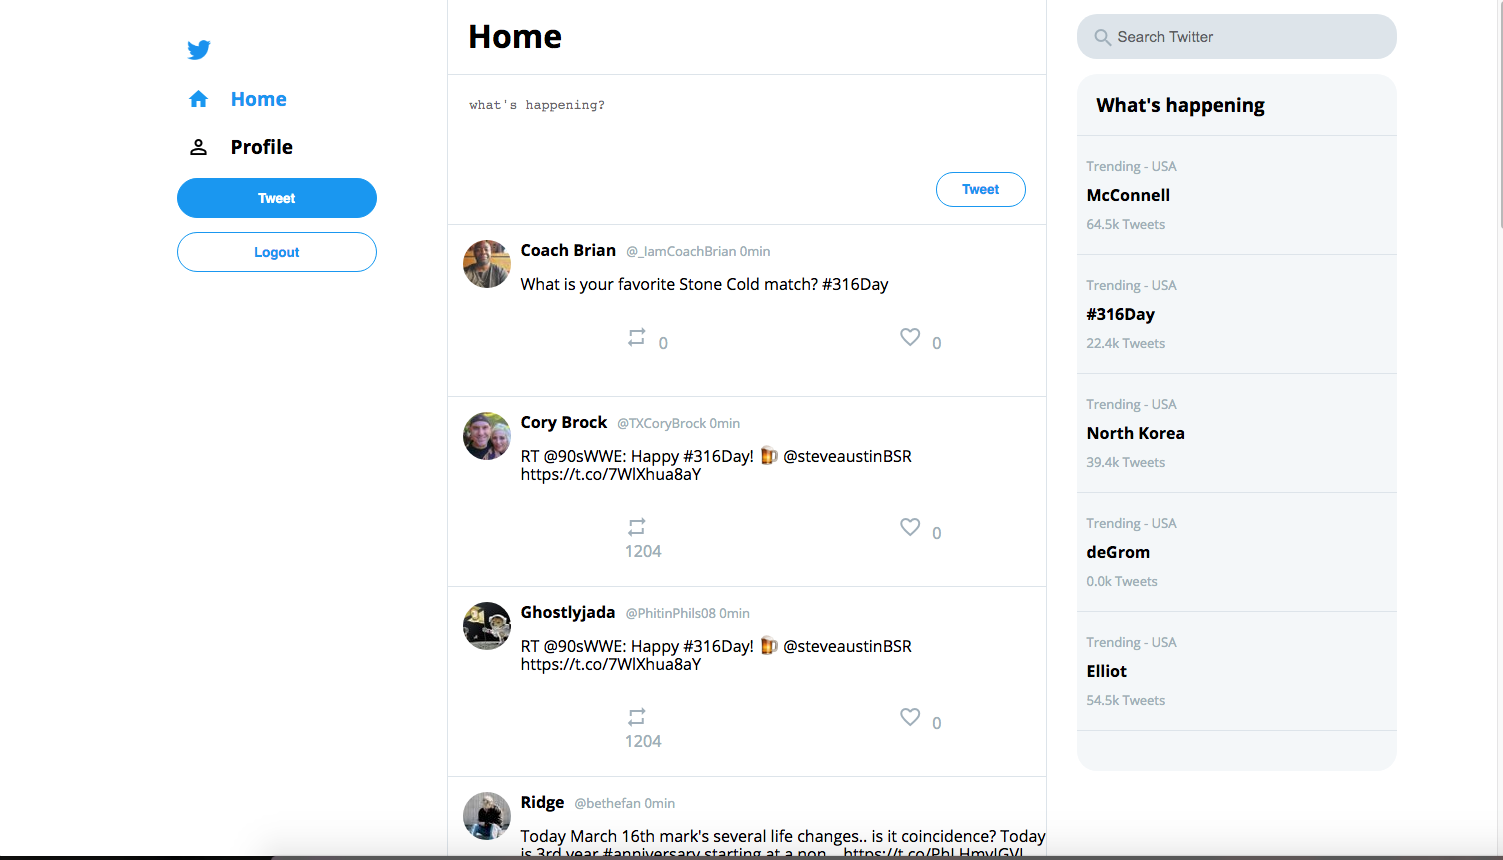 Home
Profile
Tweet
Logout
Home
what's happening?
Tweet
Coach Brian @_IamCoachBrian 0min
What is your favorite Stone Cold match? #316Day
0 0
Cory Brock @TXCoryBrock 0min
RT @90sWWE: Happy #316Day! 🍺 @steveaustinBSR
https://t.co/7WlXhua8aY
0
1204
Ghostlyjada @PhitinPhils08 0min
RT @90sWWE: Happy #316Day! 🍺 @steveaustinBSR
https://t.co/7WlXhua8aY
0
1204
Ridge @bethefan 0min
Today March 16th mark's several life changes.. is it coincidence? Today
is 3rd year #anniversary starting at a non
Search Twitter
What's happening
Trending - USA
McConnell
64.5k Tweets
Trending - USA
#316Day
22.4k Tweets
Trending - USA
North Korea
39.4k Tweets
Trending - USA
deGrom
0.0k Tweets
Trending - USA
Elliot
54.5k Tweets